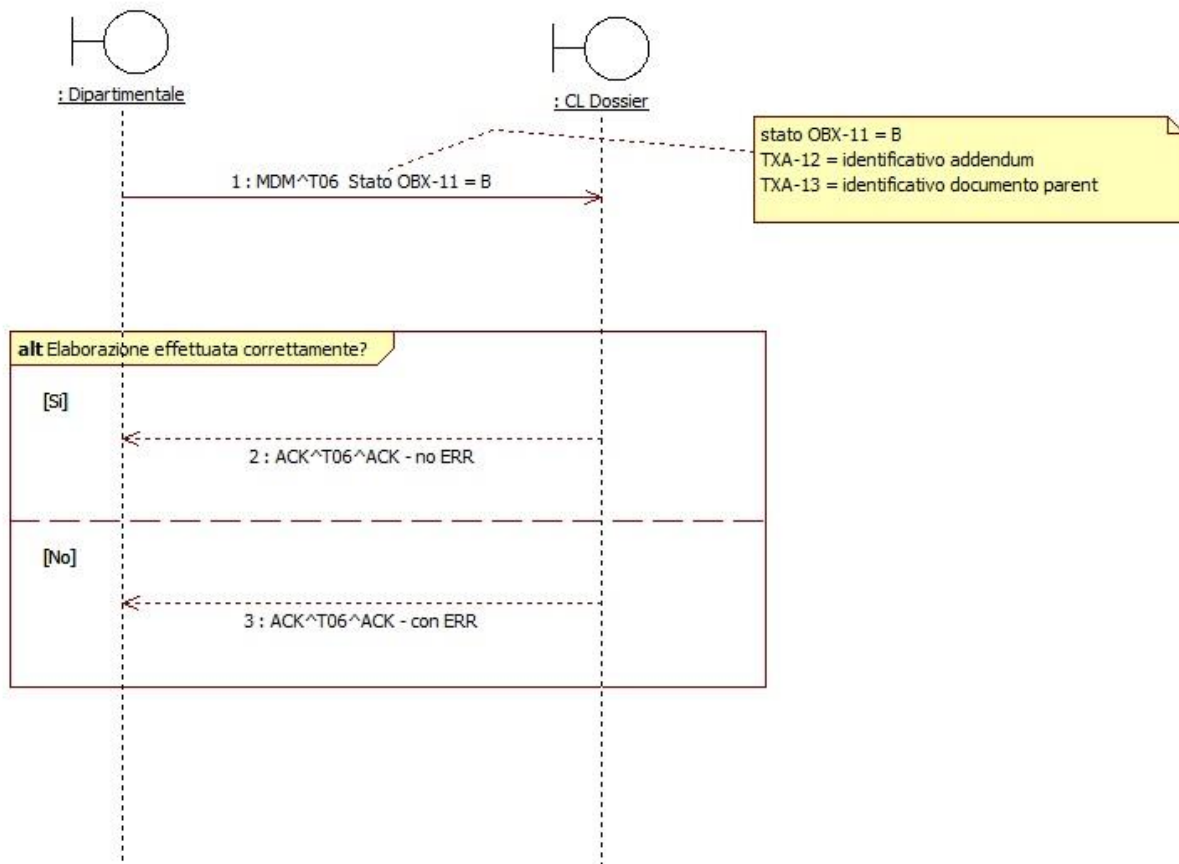 : Dipartimentale
: CL Dossier
stato OBX-11 = B
TXA-12 = identificativo addendum
TXA-13 = identificativo documento parent
1 : MDM^T06 Stato OBX-11 = B
alt Elaborazione effettuata correttamente?
[Si]
2 : ACK^T06^ACK - no ERR
[No]
3 : ACK^T06^ACK - con ERR